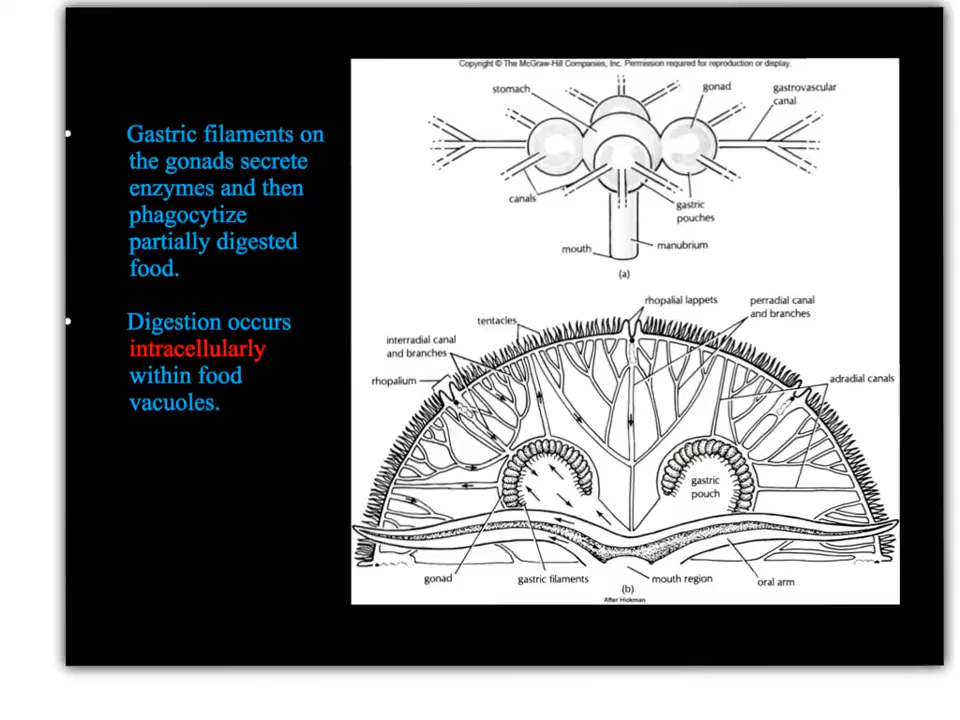 Copyright © The McGraw-Hill Companies, Inc. Permission required for reproduction or display.
Gastric filaments on
the gonads secrete
enzymes and then
phagocytize
partially digested
food.
Digestion occurs
intracellularly
within food
vacuoles.
stomach
gonad
gastrovascular
canal
canals
gastric
pouches
mouth
manubrium
(a)
rhopalial lappets
perradial canal
and branches
tentacles
interradial canal
and branches
rhopalium
adradial canals
gastric
pouch
gonad
gastric filaments
mouth region
oral arm
(b)
After Hickman